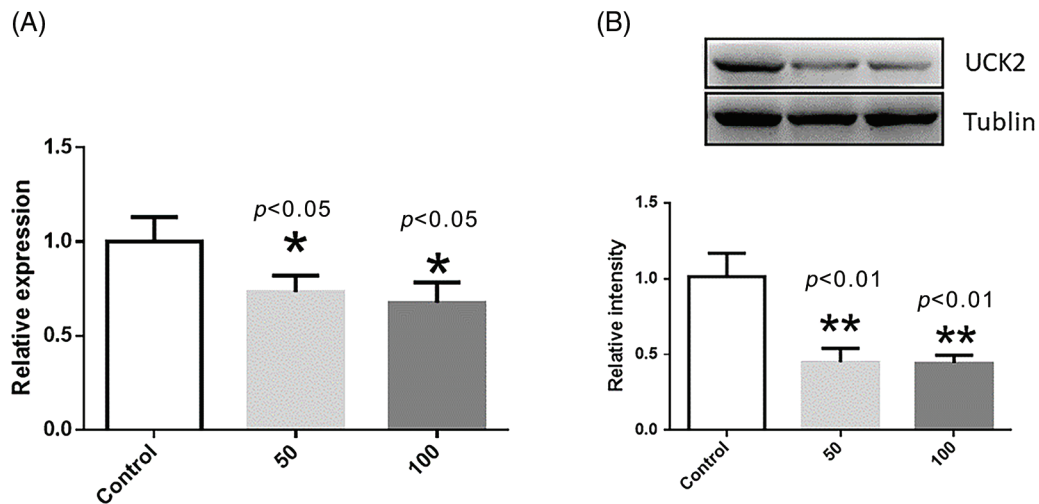 (A)
Relative expression
1.5
1.0
0.5
0.0
p<0.05
*
p<0.05
*
Control
50
100
(B)
UCK2
Tublin
Relative intensity
1.5
1.0
0.5
0.0
p<0.01
**
p<0.01
**
Control
50
100